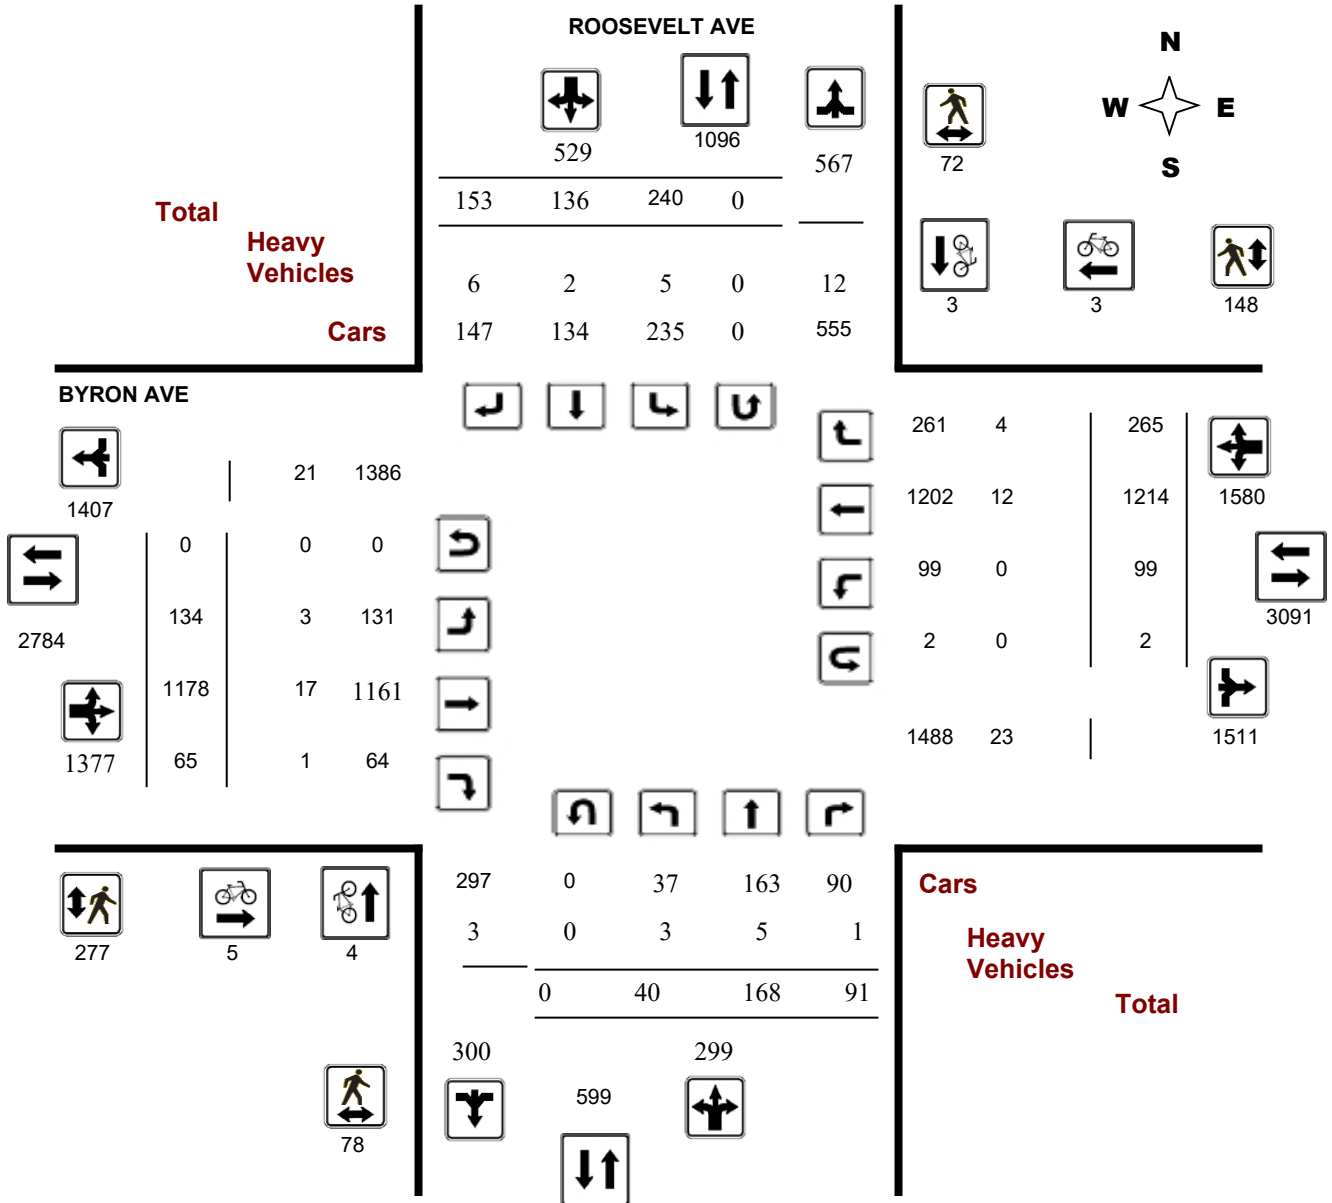 ROOSEVELT AVE
N
W E
S
529
1096
567
72
153 136 240 0
Total
Heavy
Vehicles
6 2 5 0 12
3 3 148
Cars
147 134 235 0 555
BYRON AVE
261 4 265
21 1386
1407
1202 12 1214 1580
0 0 0
99 0 99
134 3 131
3091
2784
2 0 2
1178 17 1161
1488 23 1511
1377 65 1 64
297 0 37 163 90
Cars
3 0 3 5 1
Heavy
Vehicles
277 5 4
0 40 168 91
Total
300 299
599
78